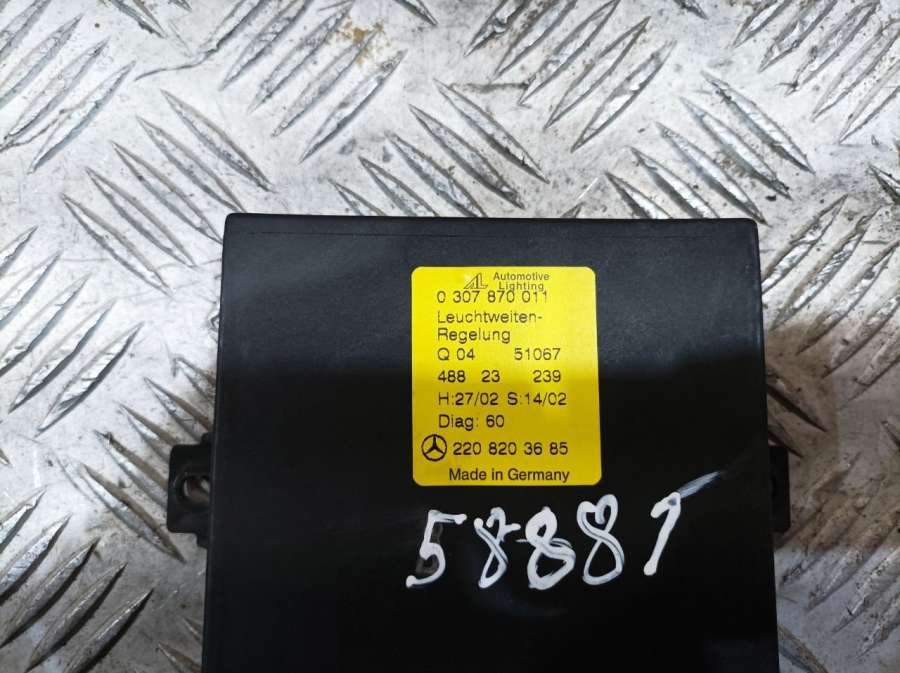 AL Automotive
Lighting
0 307 870 011
Leuchtweiten-
Regelung
Q 04 51067
488 23 239
H:27/02 S:14/02
Diag: 60
220 820 36 85
Made in Germany
58881